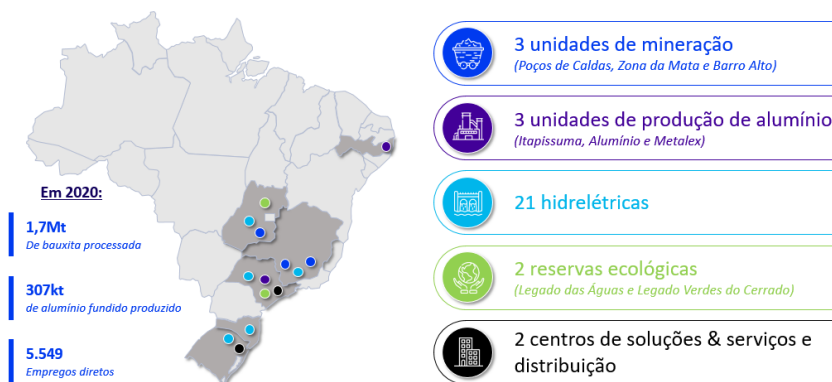 Em 2020:
1,7Mt
De bauxita processada
307kt
de alumínio fundido produzido
5.549
Empregos diretos
3 unidades de mineração
(Poços de Caldas, Zona da Mata e Barro Alto)
3 unidades de produção de alumínio
(Itapissuma, Alumínio e Metalex)
21 hidrelétricas
2 reservas ecológicas
(Legado das Águas e Legado Verdes do Cerrado)
2 centros de soluções & serviços e
distribuição